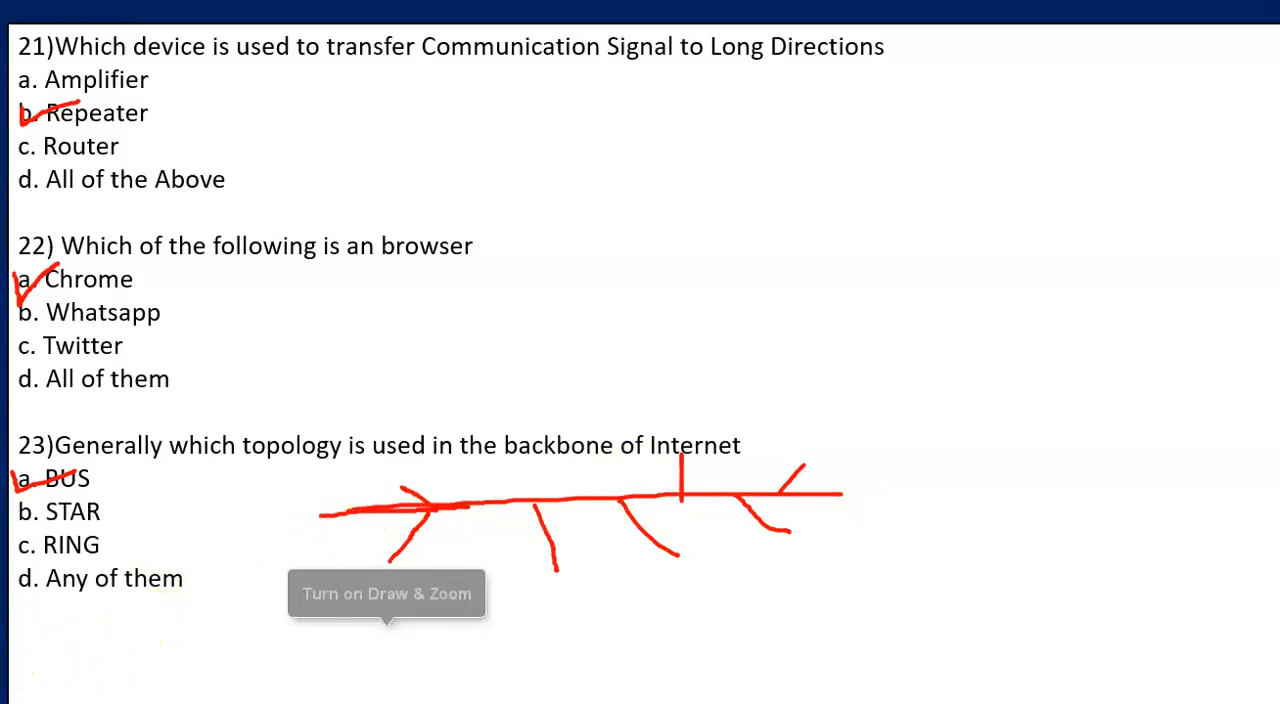 21)Which device is used to transfer Communication Signal to Long Directions
a. Amplifier
b. Repeater
c. Router
d. All of the Above
22) Which of the following is an browser
a. Chrome
b. Whatsapp
c. Twitter
d. All of them
23)Generally which topology is used in the backbone of Internet
a. BUS
b. STAR
c. RING
d. Any of them
Turn on Draw & Zoom